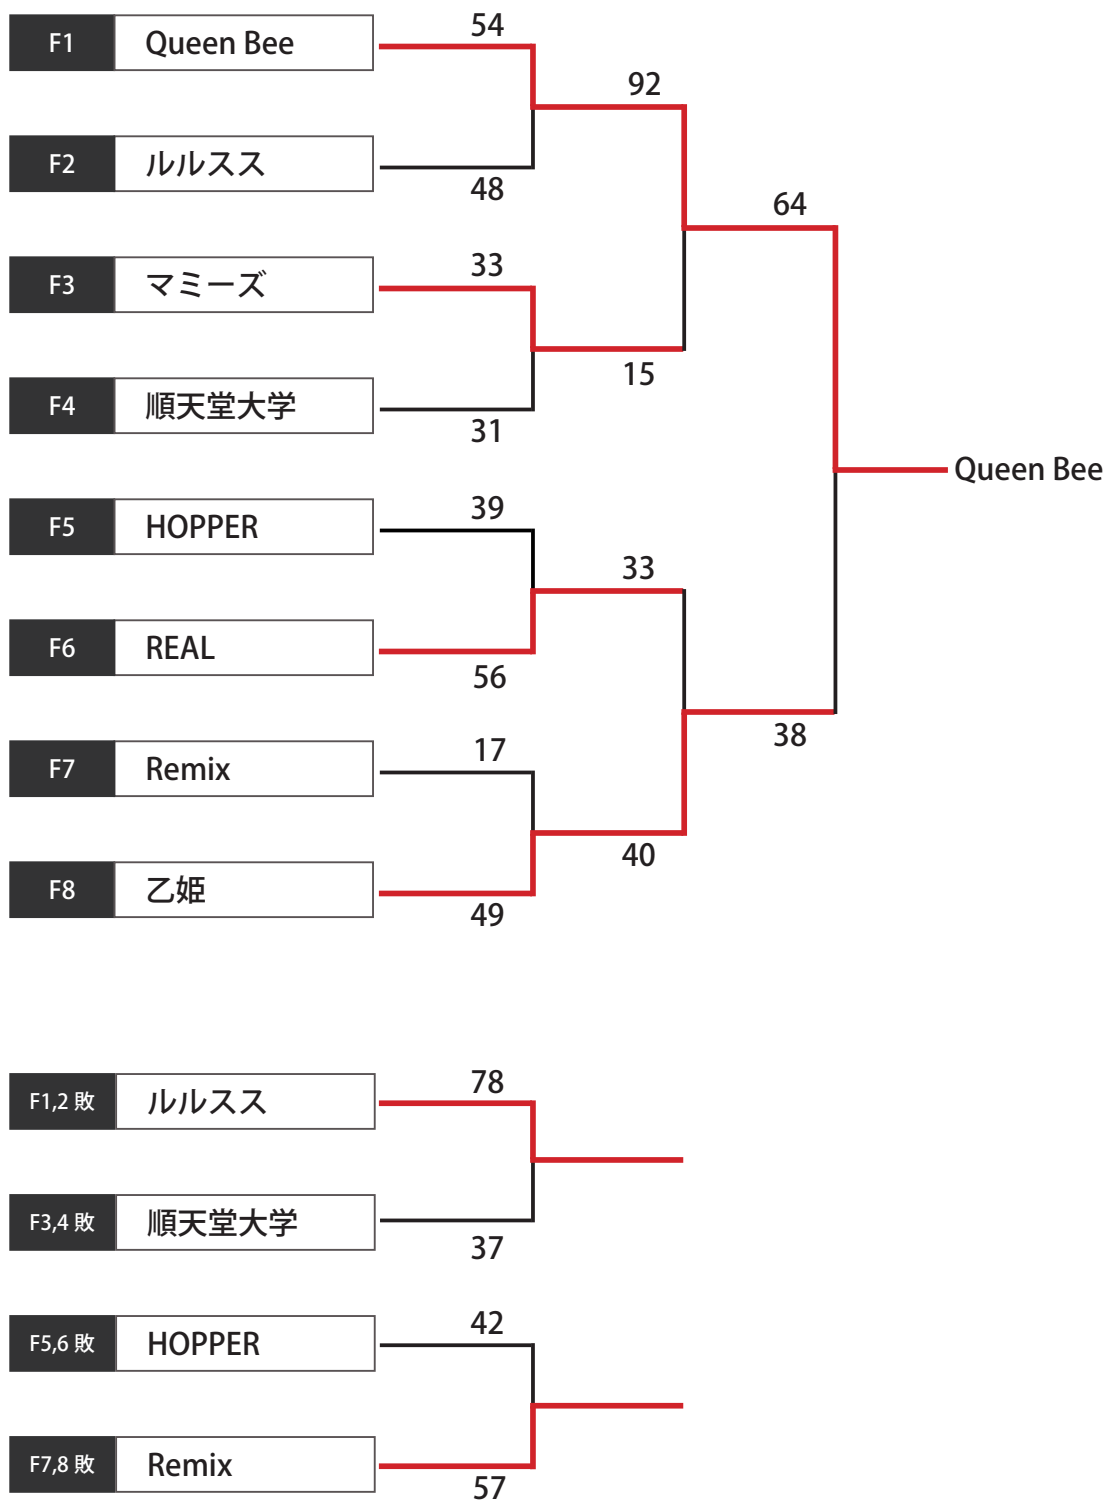 F1 Queen Bee 54
92
F2 ルルスス 48
64
F3 マミーズ 33
15
F4 順天堂大学 31
Queen Bee
F5 HOPPER 39
33
F6 REAL 56
38
F7 Remix 17
40
F8 乙姫 49
F1,2 敗 ルルスス 78
F3,4 敗 順天堂大学 37
F5,6 敗 HOPPER 42
F7,8 敗 Remix 57